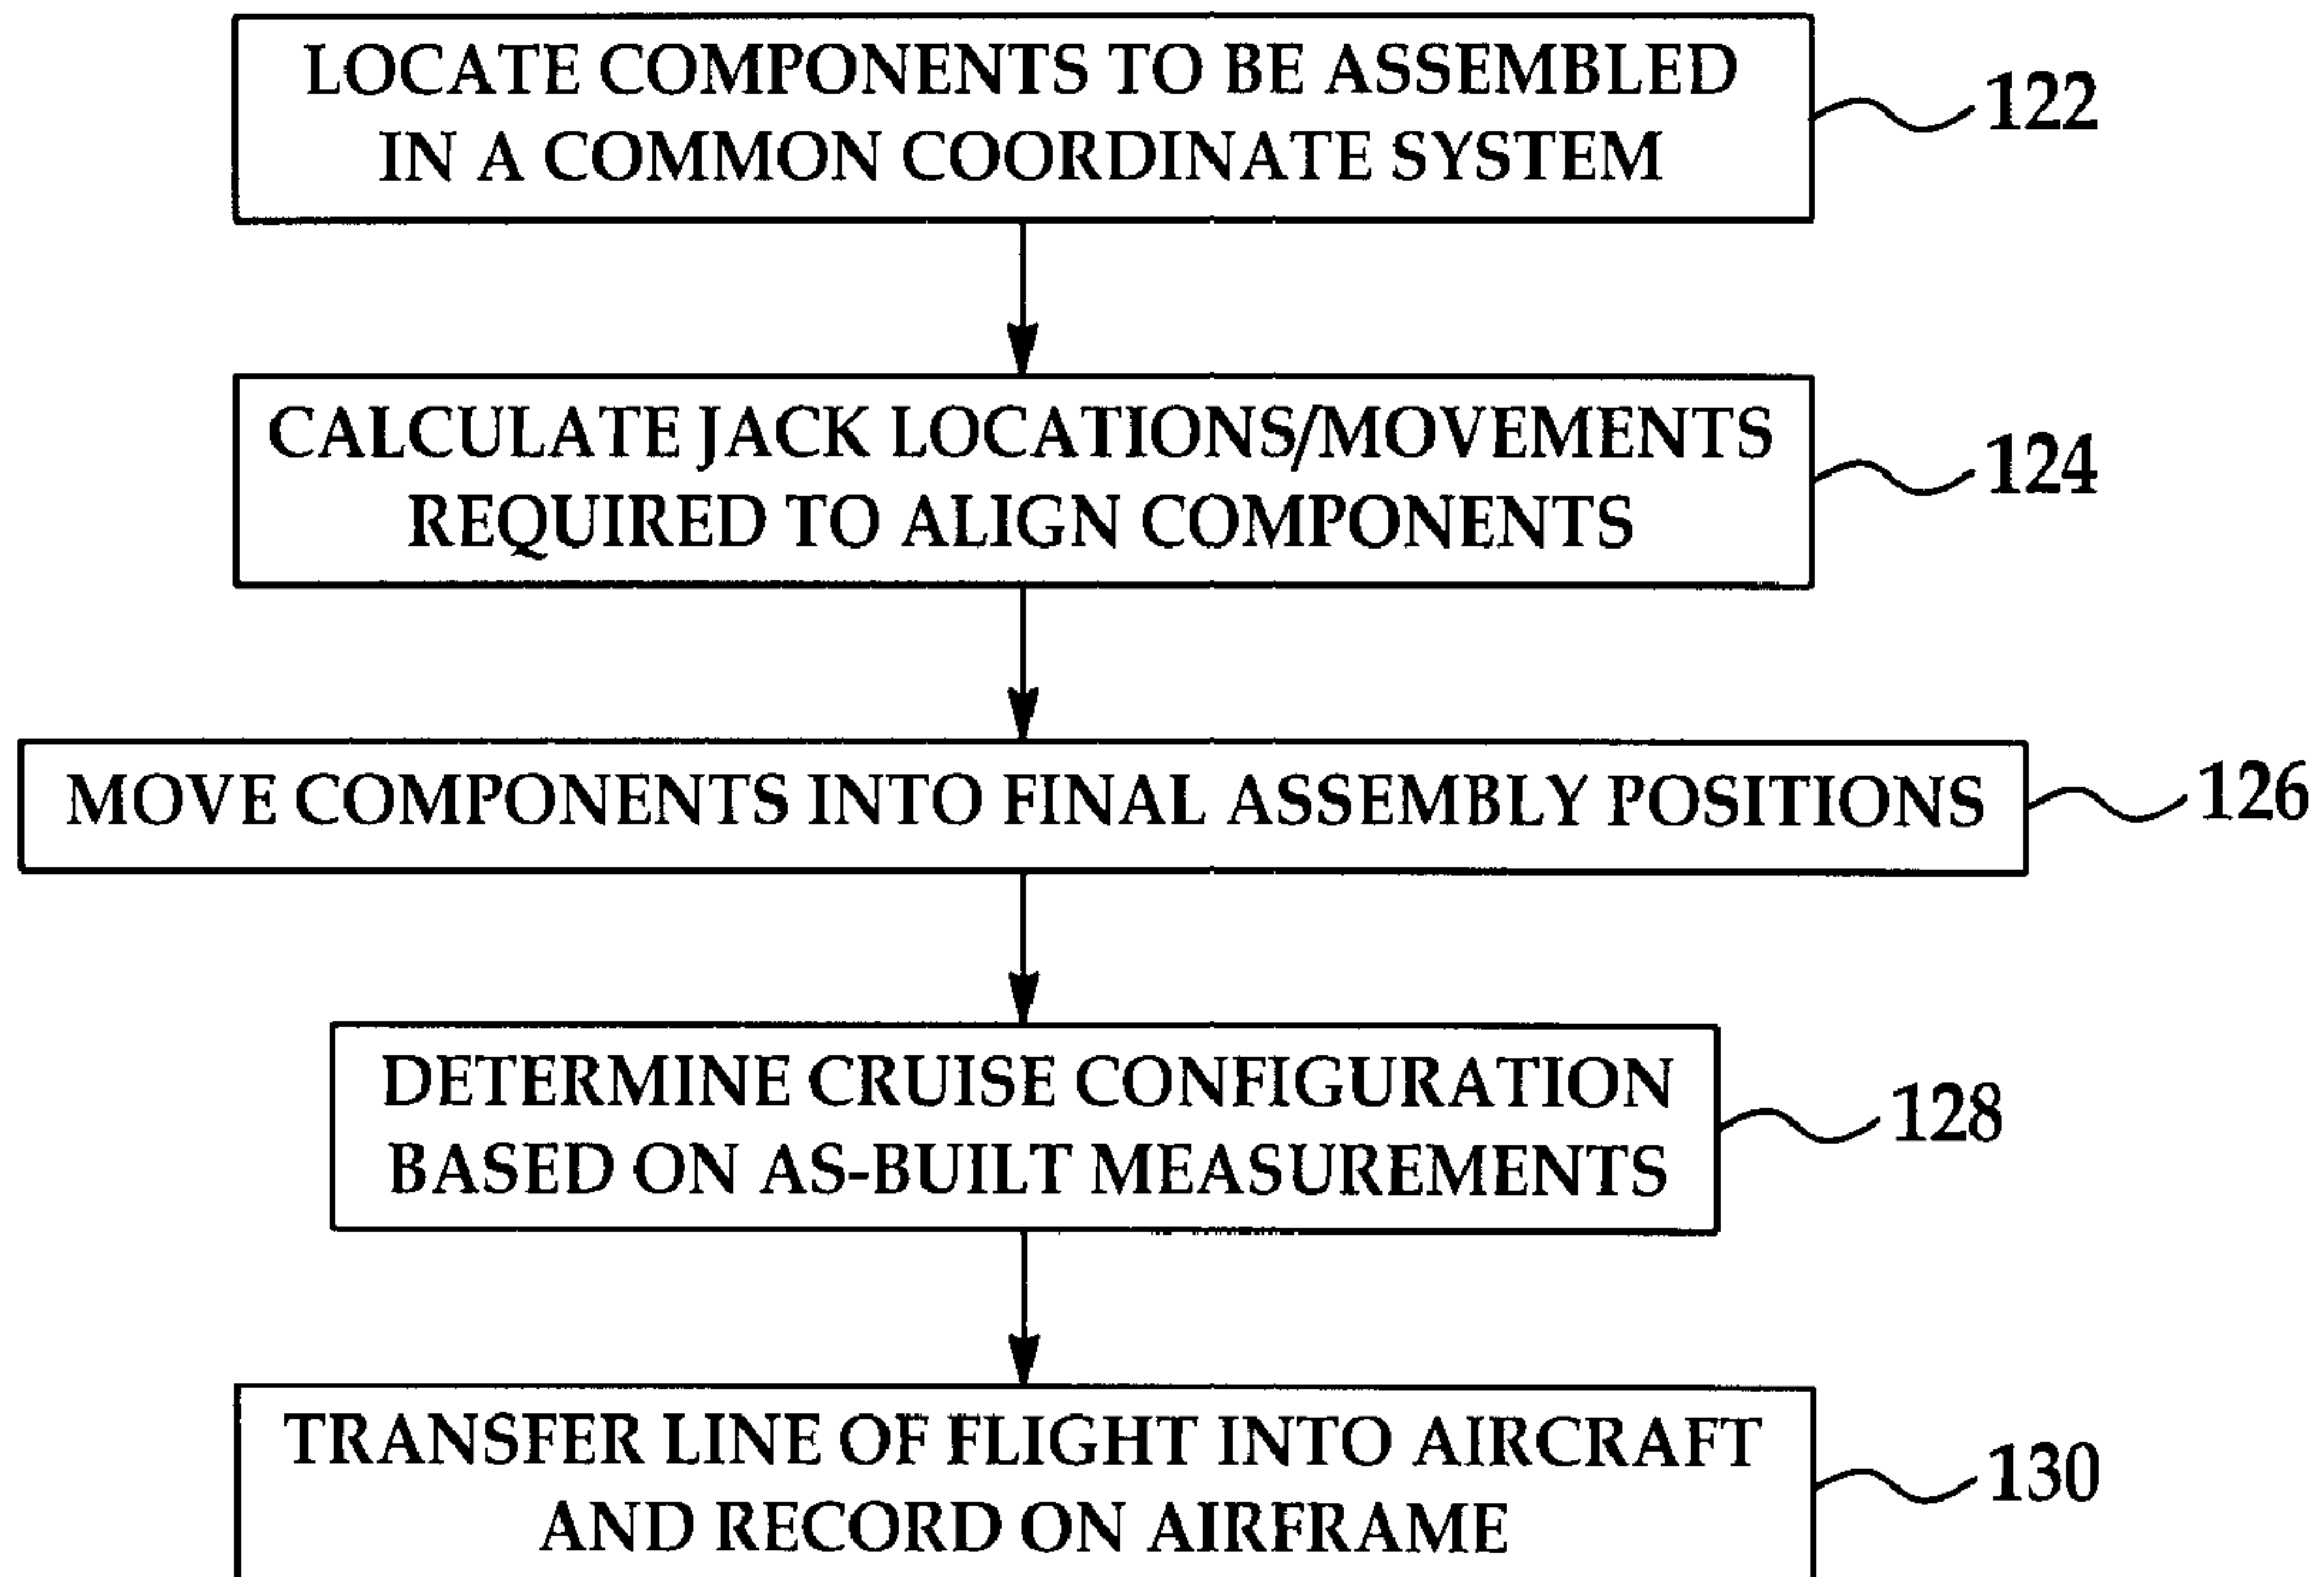 LOCATE COMPONENTS TO BE ASSEMBLED
IN A COMMON COORDINATE SYSTEM
122
CALCULATE JACK LOCATIONS/MOVEMENTS
REQUIRED TO ALIGN COMPONENTS
124
MOVE COMPONENTS INTO FINAL ASSEMBLY POSITIONS
126
DETERMINE CRUISE CONFIGURATION
BASED ON AS-BUILT MEASUREMENTS
128
TRANSFER LINE OF FLIGHT INTO AIRCRAFT
AND RECORD ON AIRFRAME
130